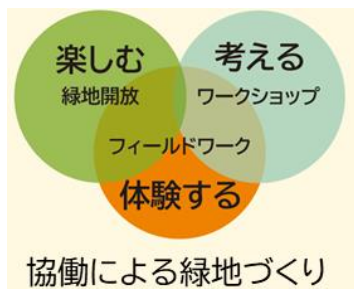 楽しむ
緑地開放
考える
ワークショップ
フィールドワーク
体験する
協働による緑地づくり